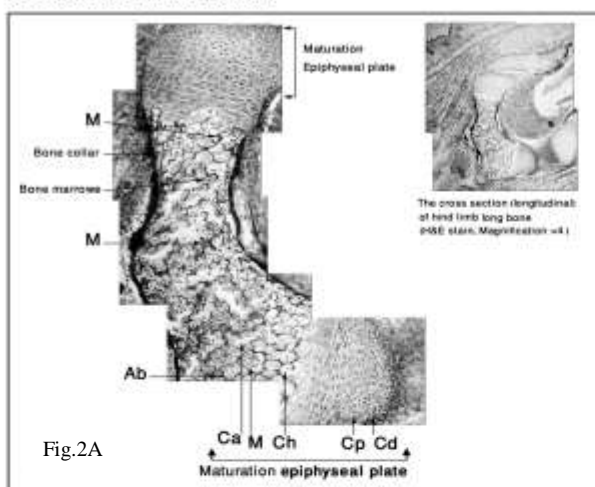 Maturation
Epiphyseal plate
M
Bone collar
Bone marrowe
M
The cross section (longitudinal)
of hind limb long bone
(H&E stain, Magnification ×4)
Ab
Ca M Ch
Cp Cd
Fig.2A
Maturation epiphyseal plate